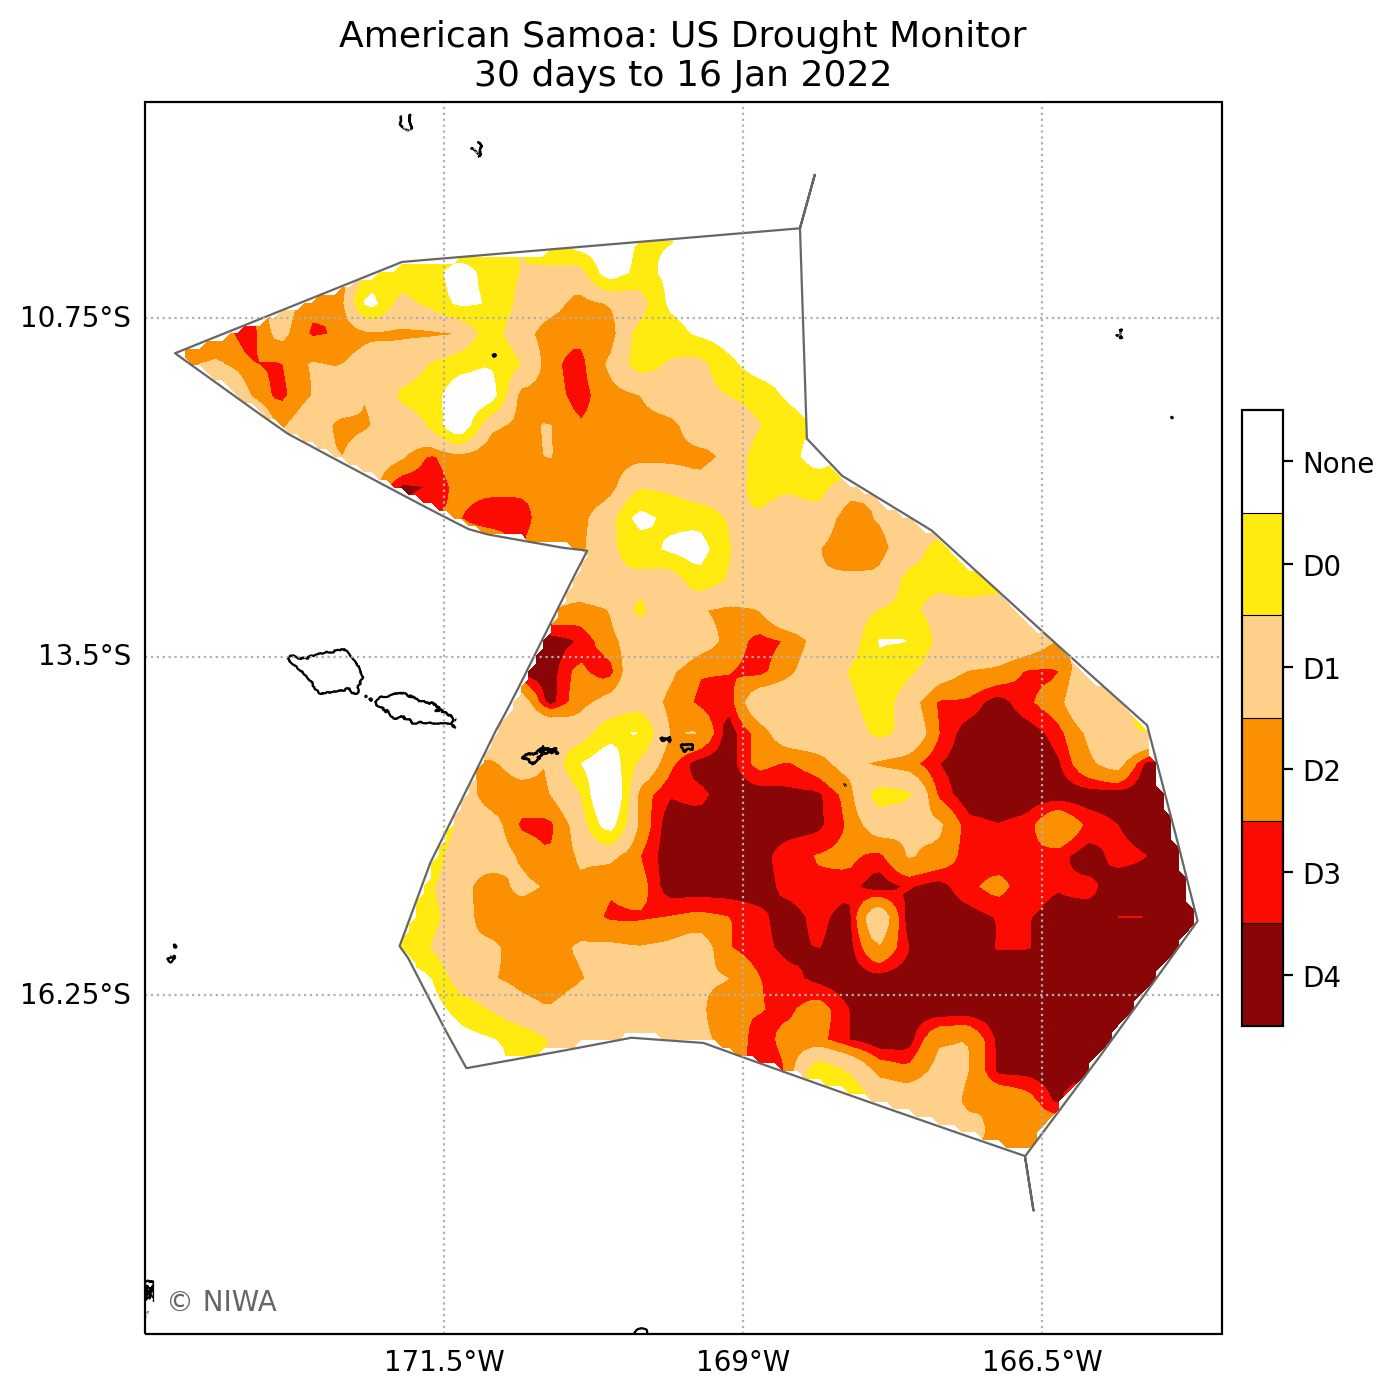 American Samoa: US Drought Monitor
30 days to 16 Jan 2022
10.75°S
13.5°S
16.25°S
171.5°W
169°W
166.5°W
None
D0
D1
D2
D3
D4
© NIWA